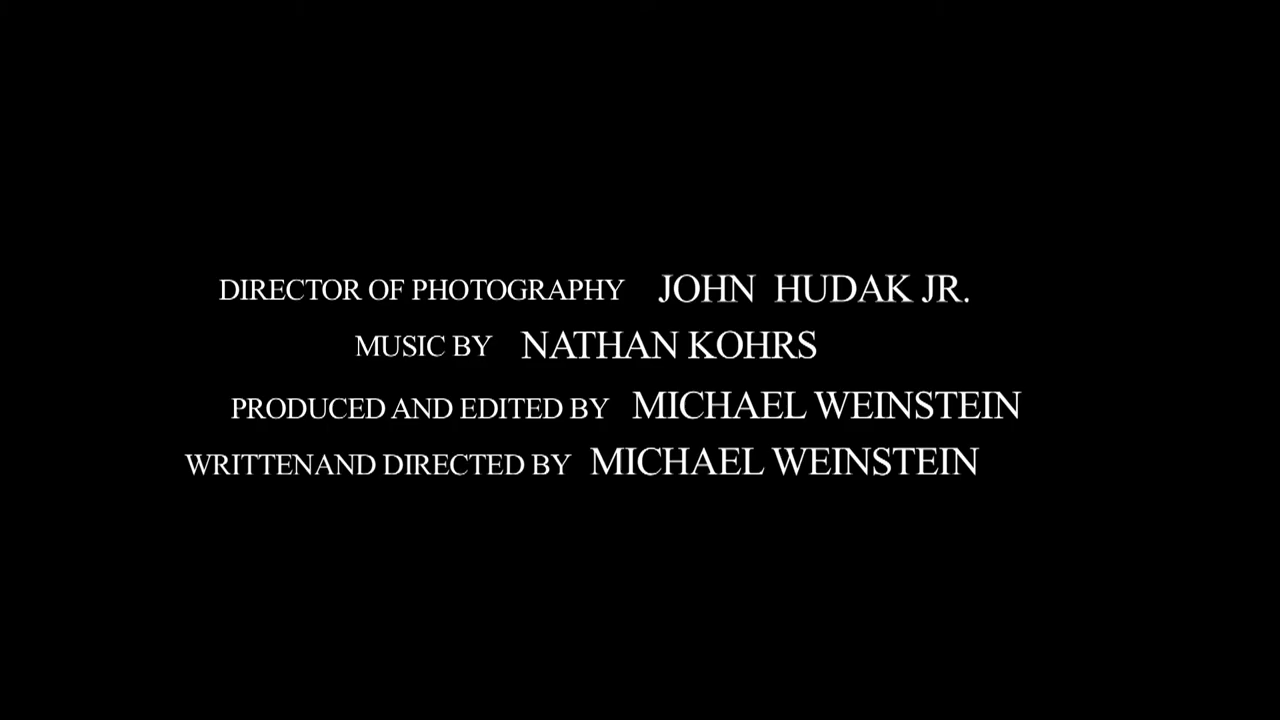 DIRECTOR OF PHOTOGRAPHY JOHN HUDAK JR.
MUSIC BY NATHAN KOHRS
PRODUCED AND EDITED BY MICHAEL WEINSTEIN
WRITTENAND DIRECTED BY MICHAEL WEINSTEIN